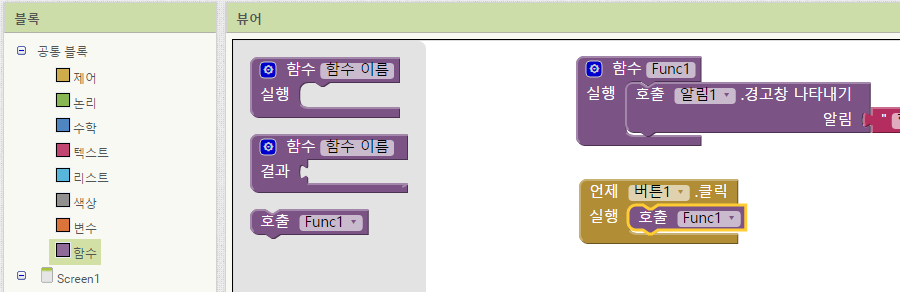 블록
공통 블록
제어
논리
수학
텍스트
리스트
색상
변수
함수
Screen1
뷰어
함수 함수 이름
실행
함수 함수 이름
결과
호출 Func1
함수 Func1
실행 호출 알림1 .경고창 나타내기
알림 "
언제 버튼1 .클릭
실행 호출 Func1